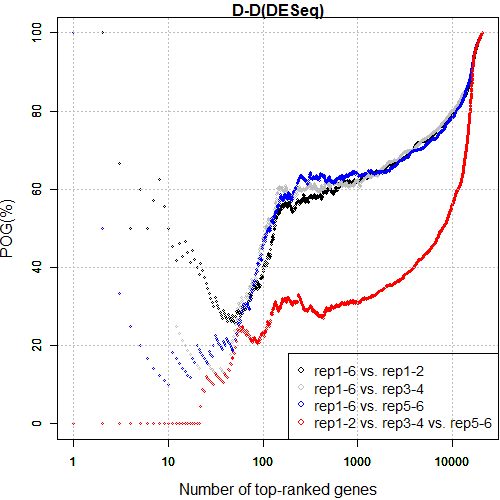 D-D(DESeq)
100
80
60
40
20
0
POG(%)
rep1-6 vs. rep1-2
rep1-6 vs. rep3-4
rep1-6 vs. rep5-6
rep1-2 vs rep3-4 vs rep5-6
1 10 100 1000 10000
Number of top-ranked genes